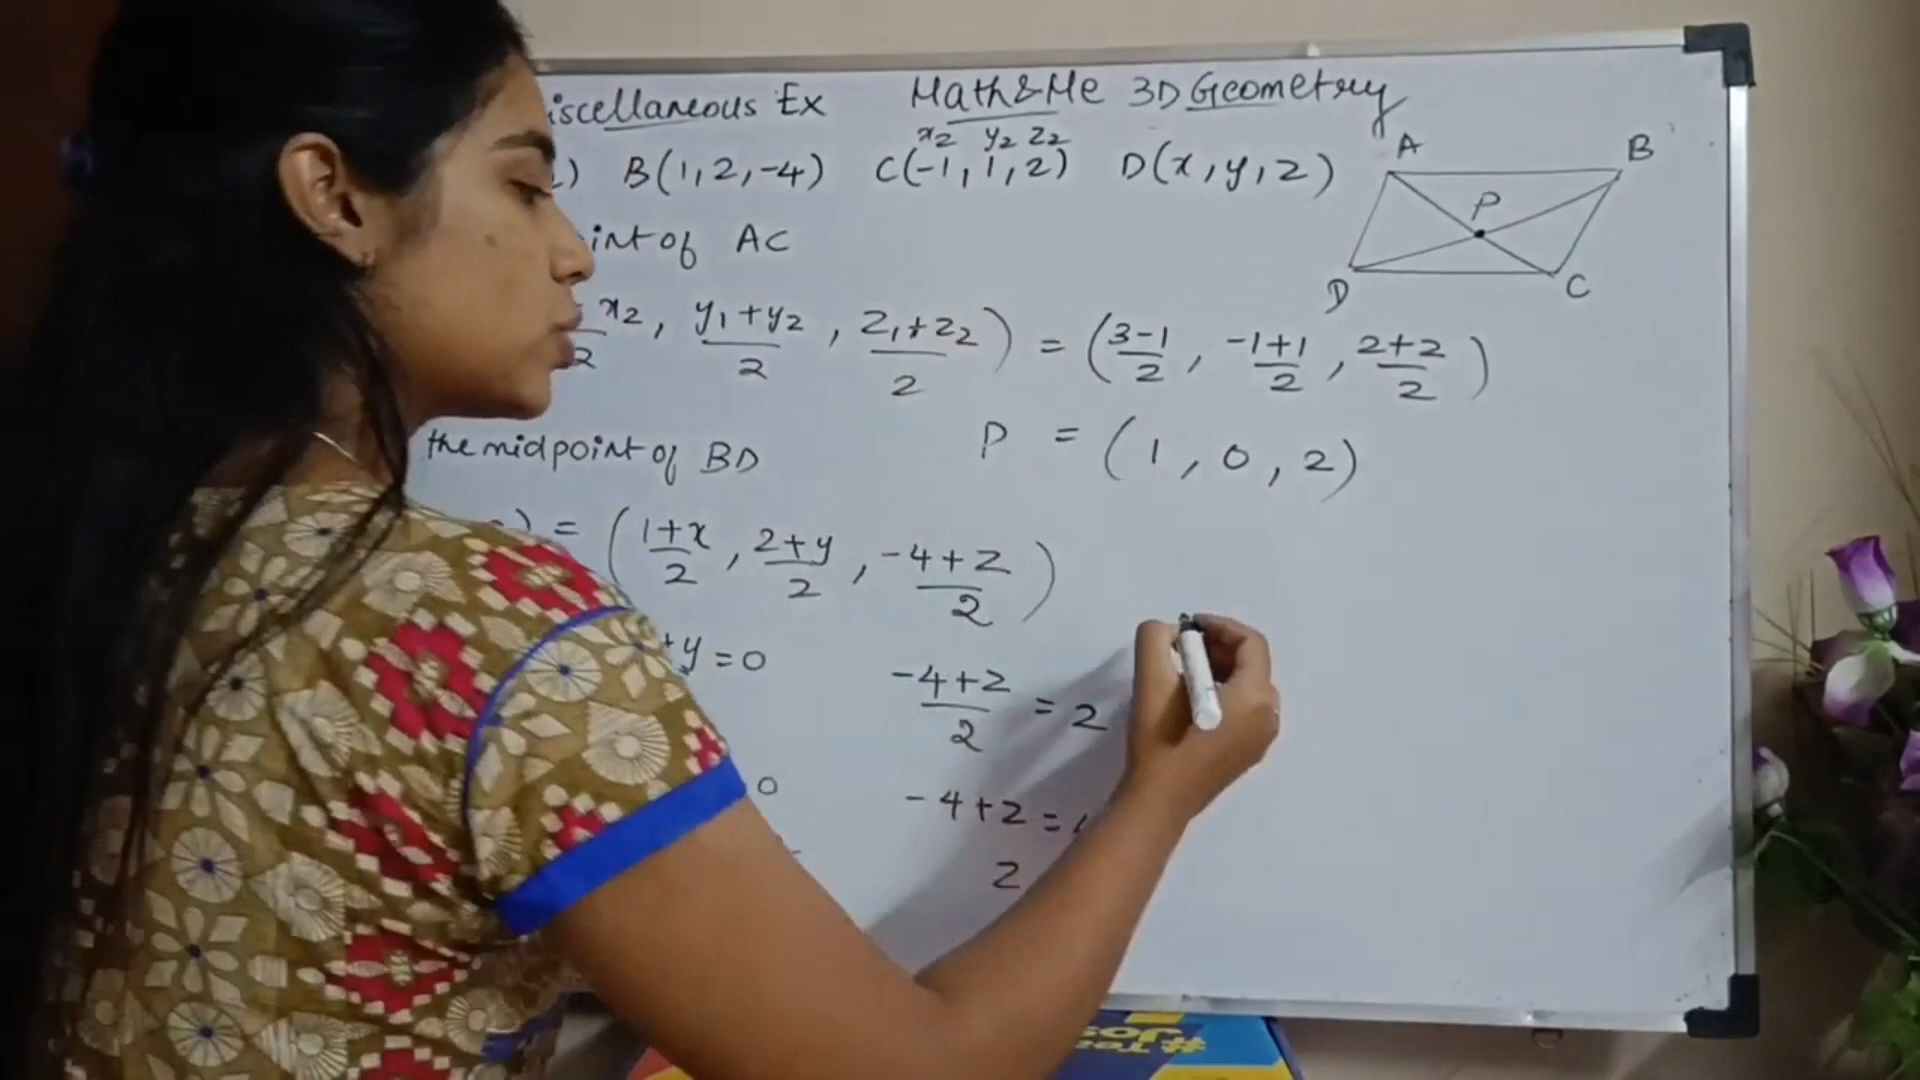 iscellaneous Ex Math&Me 3D Geometry
x2 y2 z2
2) B(1,2,-4) C(-1,1,2) D(x,y,z)
A B
P
D C
int of AC
x2/2, y1+y2/2, z1+z2/2) = (3-1/2, -1+1/2, 2+2/2)
P = (1, 0, 2)
the midpoint of BD
) = (1+x/2, 2+y/2, -4+z/2)
+y=0
-4+z/2 = 2
0
-4+z=
z